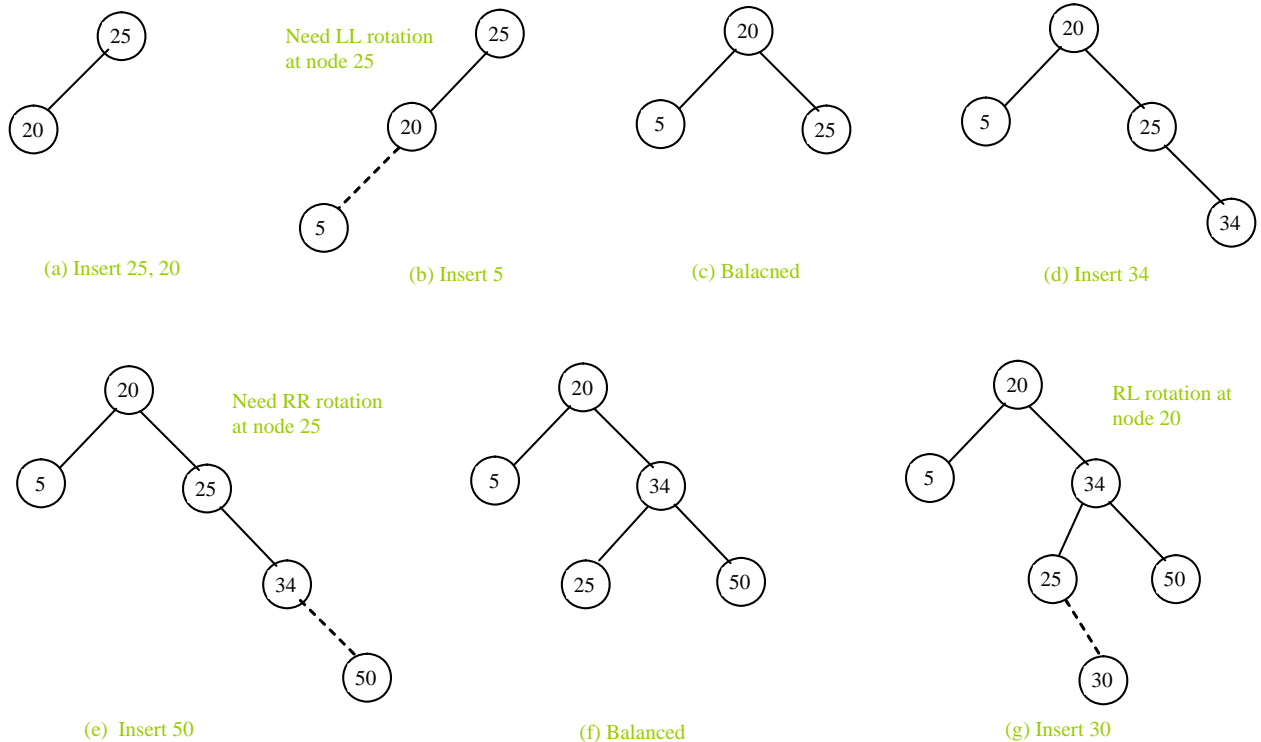 25
20
Need LL rotation
at node 25
25
20
5
20
5
25
20
5
25
34
(a) Insert 25, 20
(b) Insert 5
(c) Balacned
(d) Insert 34
20
5
25
34
50
Need RR rotation
at node 25
20
5
34
25
50
20
5
34
25
50
30
RL rotation at
node 20
(e) Insert 50
(f) Balanced
(g) Insert 30